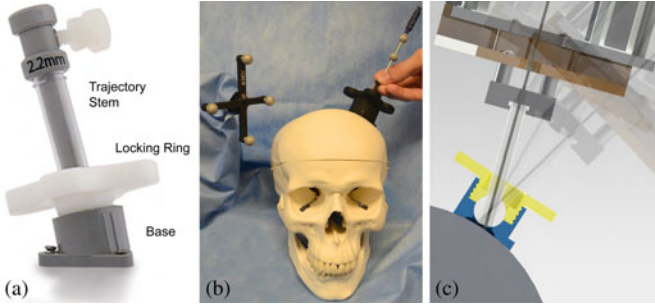 2.2mm
Trajectory
Stem
Locking Ring
Base
(a)
(b)
(c)